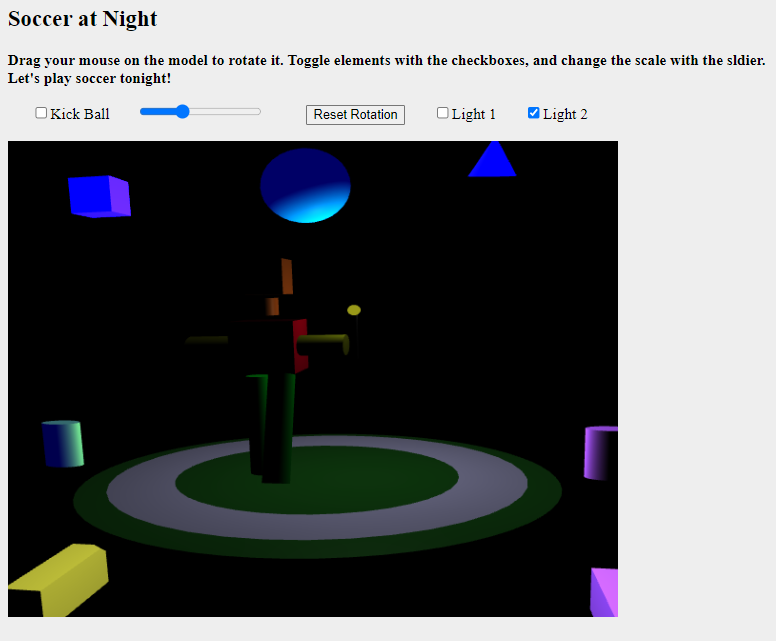 Soccer at Night
Drag your mouse on the model to rotate it. Toggle elements with the checkboxes, and change the scale with the sldier.
Let's play soccer tonight!
Kick Ball Reset Rotation Light 1 Light 2